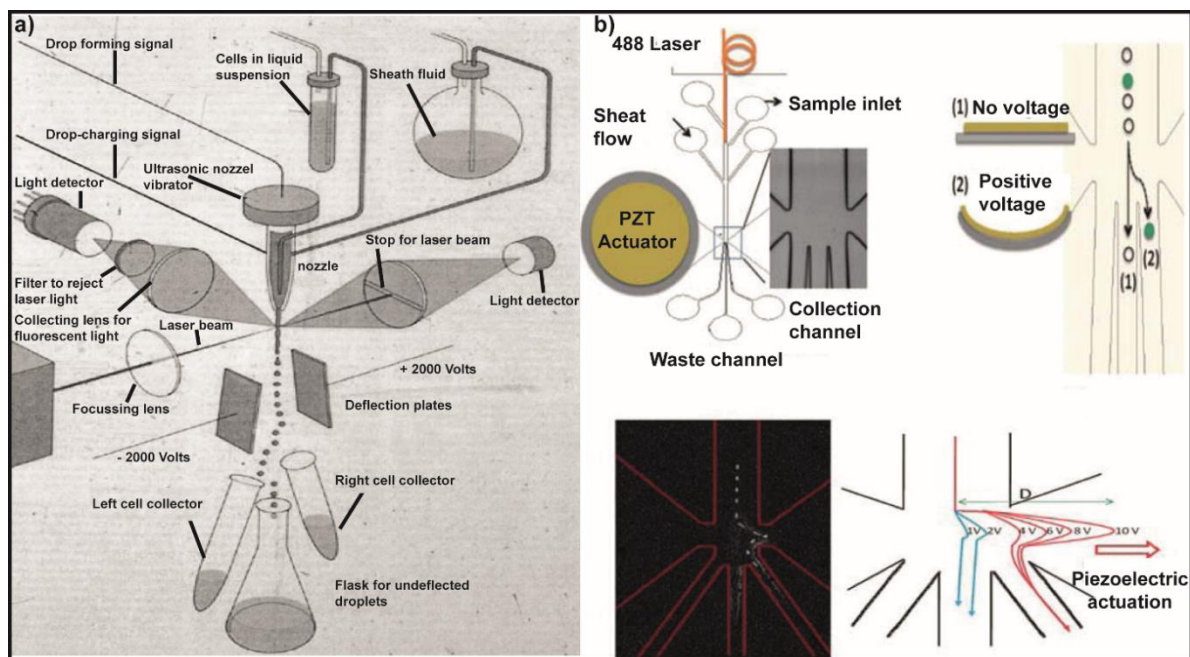 a)
Drop forming signal
Cells in liquid
suspension
Sheath fluid
Drop-charging signal
Ultrasonic nozzel
vibrator
Light detector
Stop for laser beam
nozzle
Light detector
Filter to reject
laser light
Collecting lens for
fluorescent light
Laser beam
+ 2000 Volts
Focussing lens
Deflection plates
- 2000 Volts
Right cell collector
Left cell collector
Flask for undeflected
droplets
b)
488 Laser
Sample inlet
Sheat
flow
PZT
Actuator
Collection
channel
Waste channel
(1) No voltage
(2) Positive
voltage
(1)
(2)
D
1V 2V 4 V 6 V 8 V 10 V
Piezoelectric
actuation